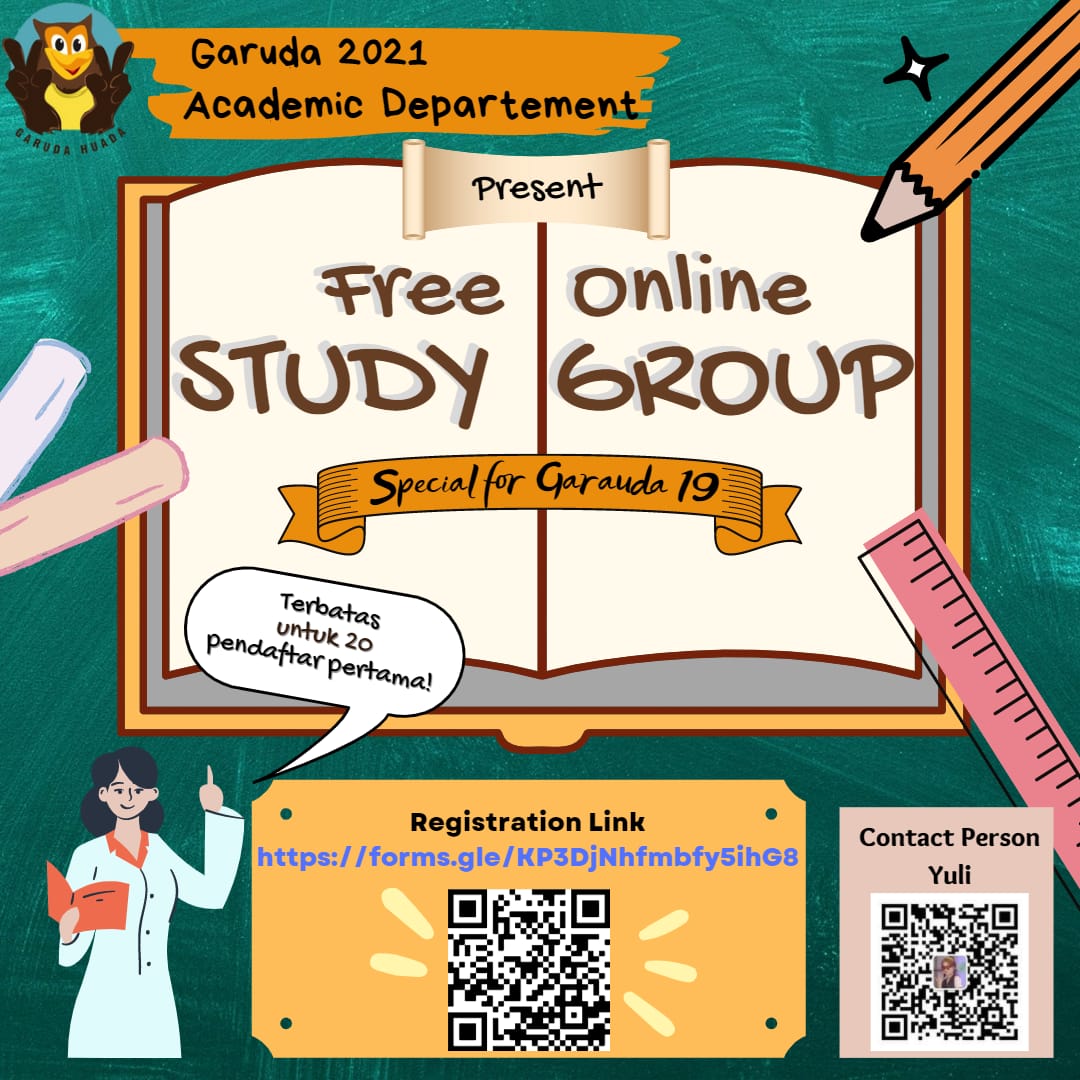 GARUDA HUADA
Garuda 2021
Academic Departement
Present
Free Online
STUDY GROUP
Special for Garauda 19
Terbatas
untuk 20
pendaftar pertama!
Registration Link
https://forms.gle/KP3DjNhfmbfy5ihG8
Contact Person
Yuli